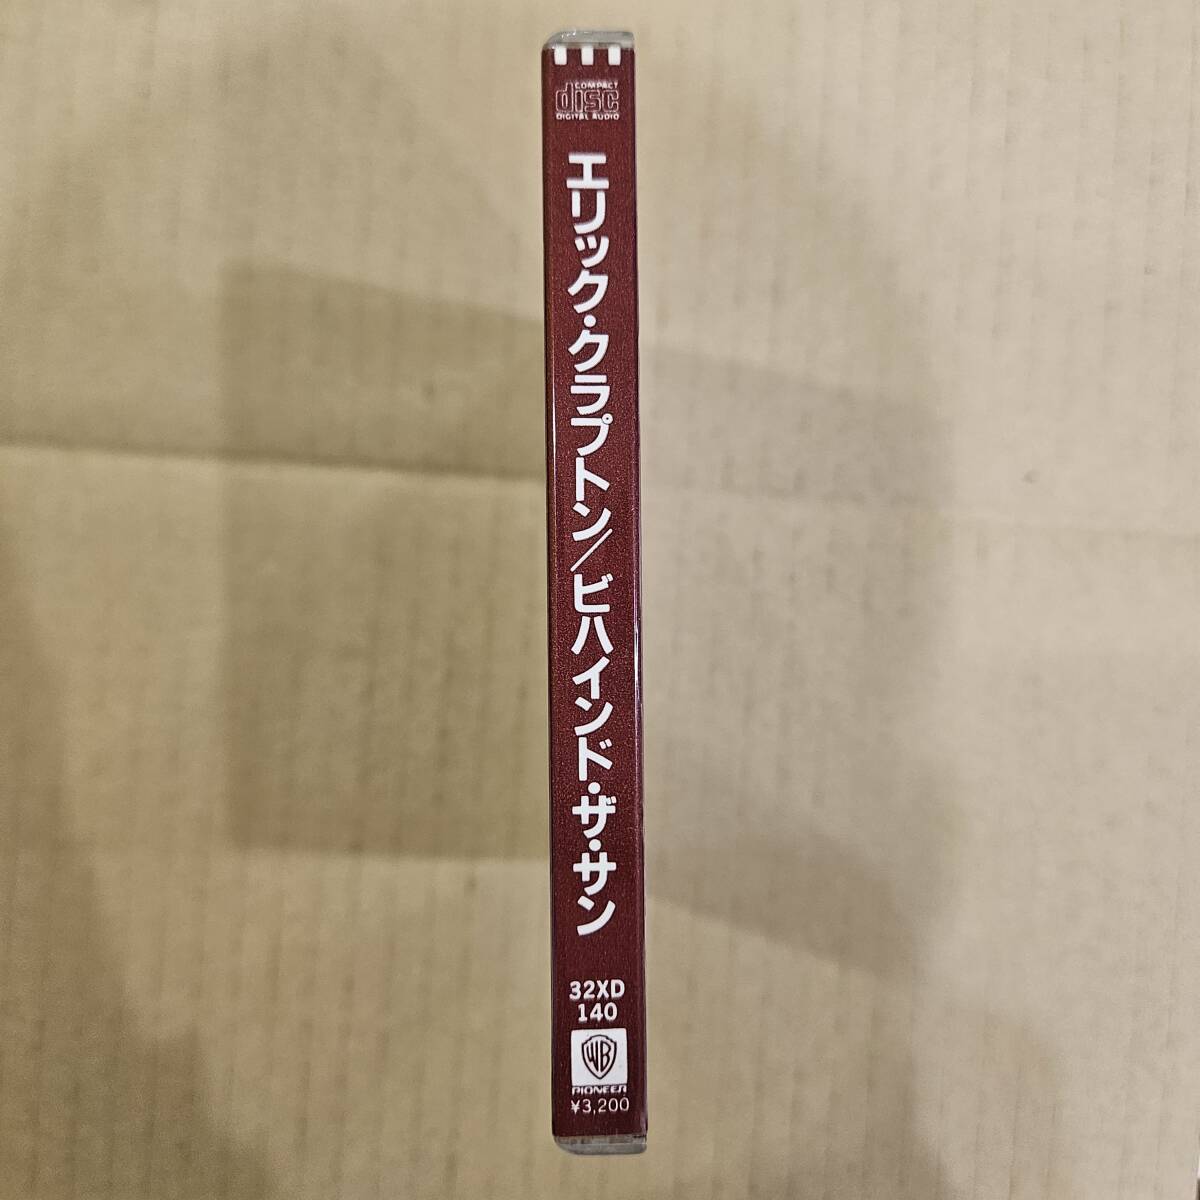 COMPACT
disc
DIGITAL AUDIO
エリック・クラプトン/ビハインド・ザ・サン
32XD
140
WB
PIONEER
¥3,200